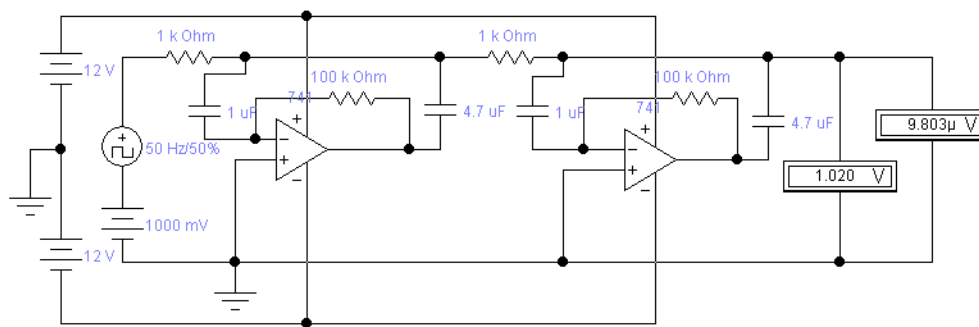 1 k Ohm
1 k Ohm
12 V
100 k Ohm
100 k Ohm
741
1 uF
4.7 uF
741
1 uF
4.7 uF
9.803µ V
50 Hz/50%
1.020 V
1000 mV
12 V